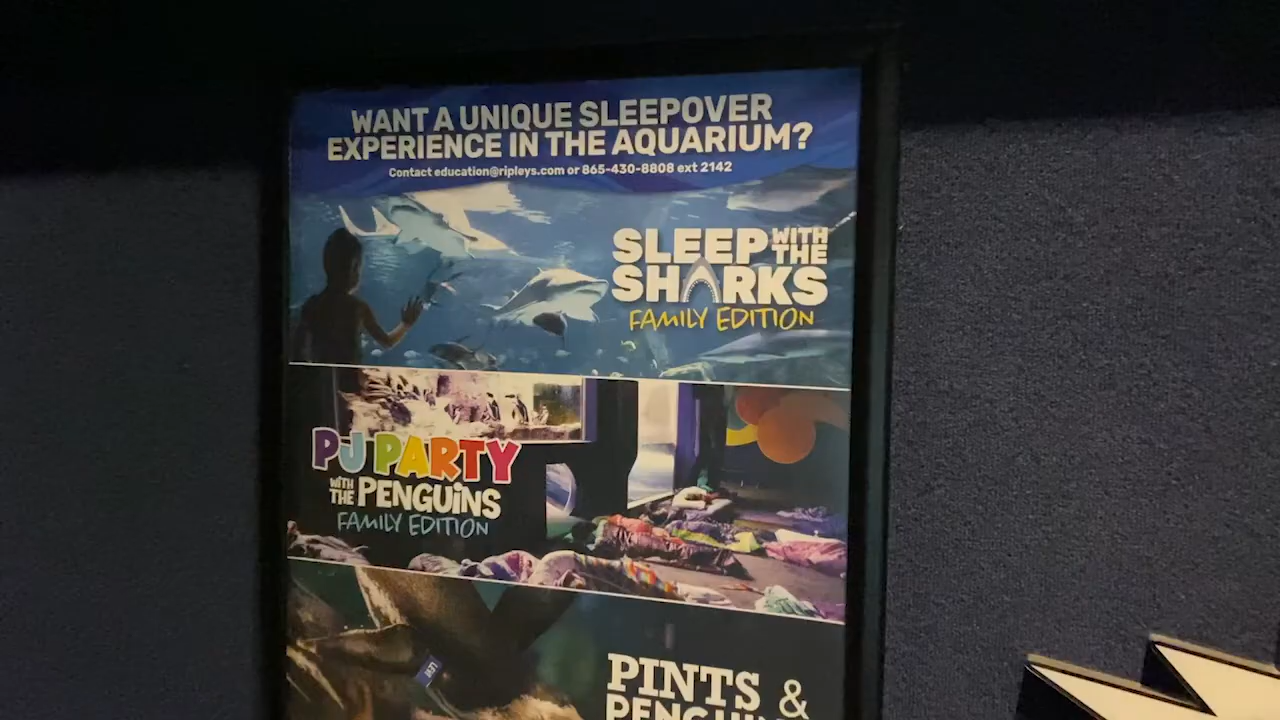 WANT A UNIQUE SLEEPOVER
EXPERIENCE IN THE AQUARIUM?
Contact education@ripleys.com or 865-430-8808 ext 2142
SLEEP WITH THE
SHARKS
FAMILY EDITION
PJ PARTY
WITH THE PENGUINS
FAMILY EDITION
PINTS &